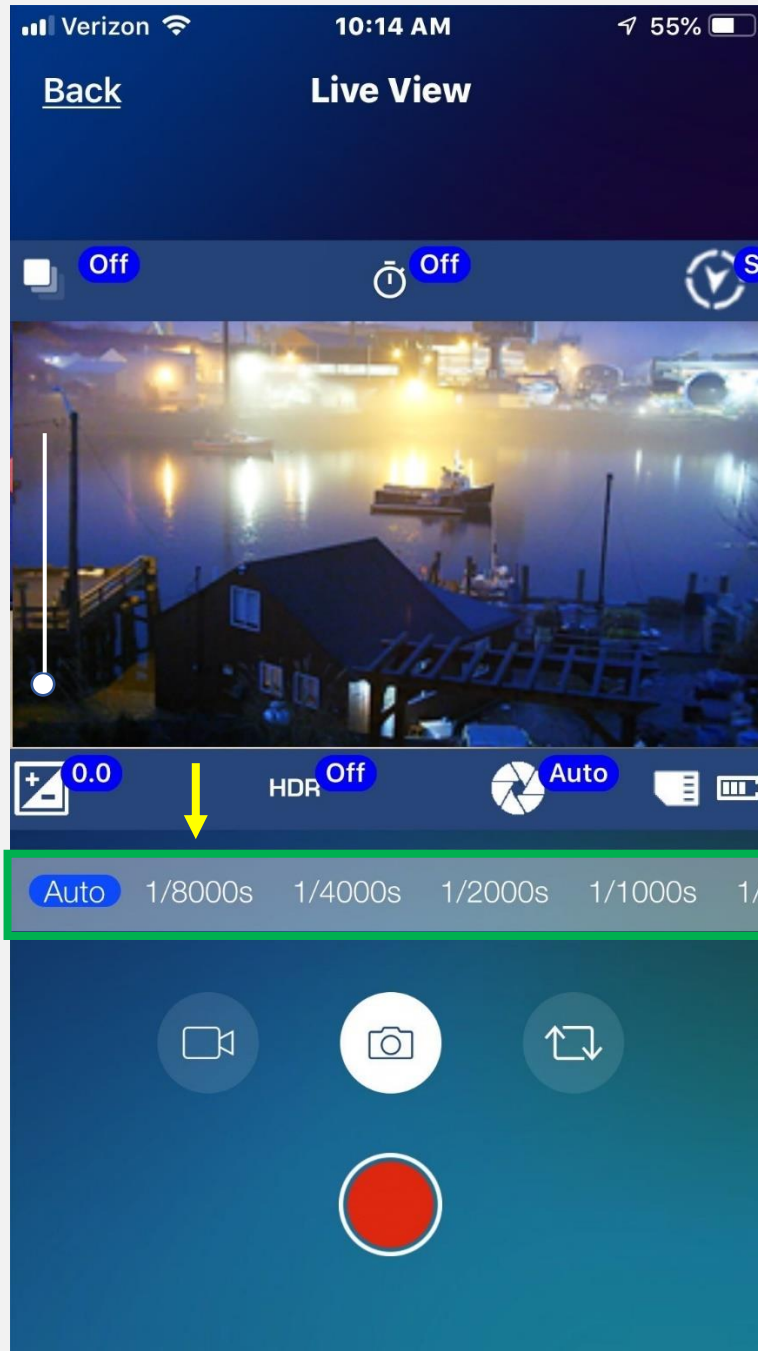 Verizon 10:14 AM 55%
Back Live View
Off Off S
0.0 HDR Off Auto
Auto 1/8000s 1/4000s 1/2000s 1/1000s 1/